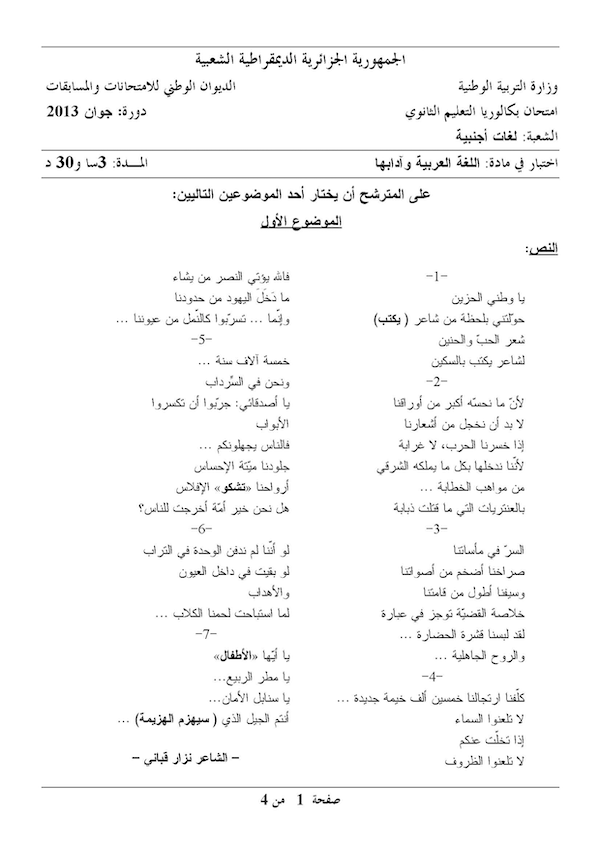 الجمهورية الجزائرية الديمقراطية الشعبية
وزارة التربية الوطنية
الديوان الوطني للامتحانات والمسابقات
امتحان بكالوريا التعليم الثانوي
دورة: جوان 2013
الشعبة: لغات أجنبية
اختبار في مادة: اللغة العربية وآدابها
المــدة: 3سا و30 د
على المترشح أن يختار أحد الموضوعين التاليين:
الموضوع الأول
النص:
-1-
يا وطني الحزين
حوّلتني بلحظة من شاعر ( يكتب)
شعر الحبّ والحنين
لشاعر يكتب بالسكين
-2-
لأنّ ما نحسّه أكبر من أوراقنا
لا بد أن نخجل من أشعارنا
إذا خسرنا الحرب، لا غرابة
لأنّنا ندخلها بكل ما يملكه الشرقي
من مواهب الخطابة ...
بالعنتريات التي ما قتلت ذبابة
-3-
السرّ في مأساتنا
صراخنا أضخم من أصواتنا
وسيفنا أطول من قامتنا
خلاصة القضيّة توجز في عبارة
لقد لبسنا قشرة الحضارة ...
والروح الجاهلية ...
-4-
كلّفنا ارتجالنا خمسين ألف خيمة جديدة ...
لا تلعنوا السماء
إذا تخلّت عنكم
لا تلعنوا الظروف
فالله يؤتي النصر من يشاء
ما دَخَلَ اليهود من حدودنا
وإنّما ... تسرّبوا كالنّمل من عيوننا ...
-5-
خمسة آلاف سنة ...
ونحن في السِّرداب
يا أصدقائي: جرّبوا أن تكسروا
الأبواب
فالناس يجهلونكم ...
جلودنا ميّتة الإحساس
أرواحنا «تشكو» الإفلاس
هل نحن خير أمّة أخرجت للناس؟
-6-
لو أنّنا لم ندفن الوحدة في التراب
لو بقيت في داخل العيون
والأهداب
لما استباحت لحمنا الكلاب ...
-7-
يا أيّها «الأطفال»
يا مطر الربيع...
يا سنابل الأمان...
أنتم الجيل الذي ( سيهزم الهزيمة) ...
– الشاعر نزار قباني –
صفحة 1 من 4